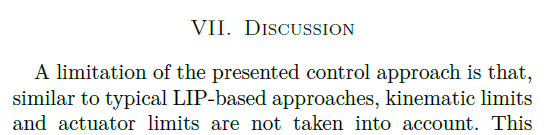 VII. Discussion
A limitation of the presented control approach is that,
similar to typical LIP-based approaches, kinematic limits
and actuator limits are not taken into account. This